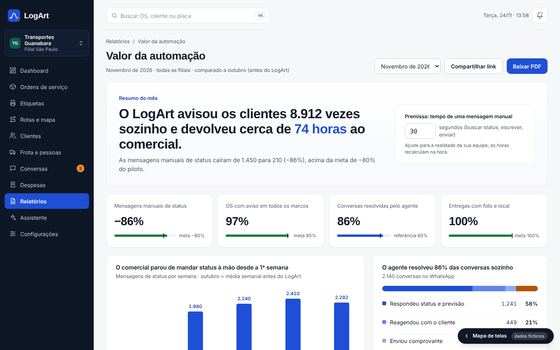 LogArt
Buscar OS, cliente ou placa
⌘K
Terça, 24/11 · 13:58
TG
Transportes Guanabara
Filial São Paulo
Dashboard
Ordens de serviço
Etiquetas
Rotas e mapa
Clientes
Frota e pessoas
Conversas
2
Despesas
Relatórios
Assistente
Configurações
Relatórios / Valor da automação
Valor da automação
Novembro de 2026 · todas as filiais · comparado a outubro (antes do LogArt)
Novembro de 2026
Compartilhar link
Baixar PDF
Resumo do mês
O LogArt avisou os clientes 8.912 vezes
sozinho e devolveu cerca de 74 horas ao
comercial.
As mensagens manuais de status caíram de 1.450 para 210 (−86%), acima da meta de −80%
do piloto.
Premissa: tempo de uma mensagem manual
30
segundos (buscar status, escrever,
enviar)
Ajuste para a realidade da sua equipe; as horas
recalculam na hora.
Mensagens manuais de status
−86%
meta −80%
OS com aviso em todos os marcos
97%
meta 95%
Conversas resolvidas pelo agente
86%
referência 80%
Entregas com foto e local
100%
meta 100%
O comercial parou de mandar status à mão desde a 1ª semana
Mensagens de status por semana · outubro = média semanal antes do LogArt
1.980
2.240
2.410
2.282
O agente resolveu 86% das conversas sozinho
2.140 conversas no WhatsApp
Respondeu status e previsão
1.241
58%
Reagendou com o cliente
449
21%
Enviou comprovante
Mapa de telas
dados fictícios